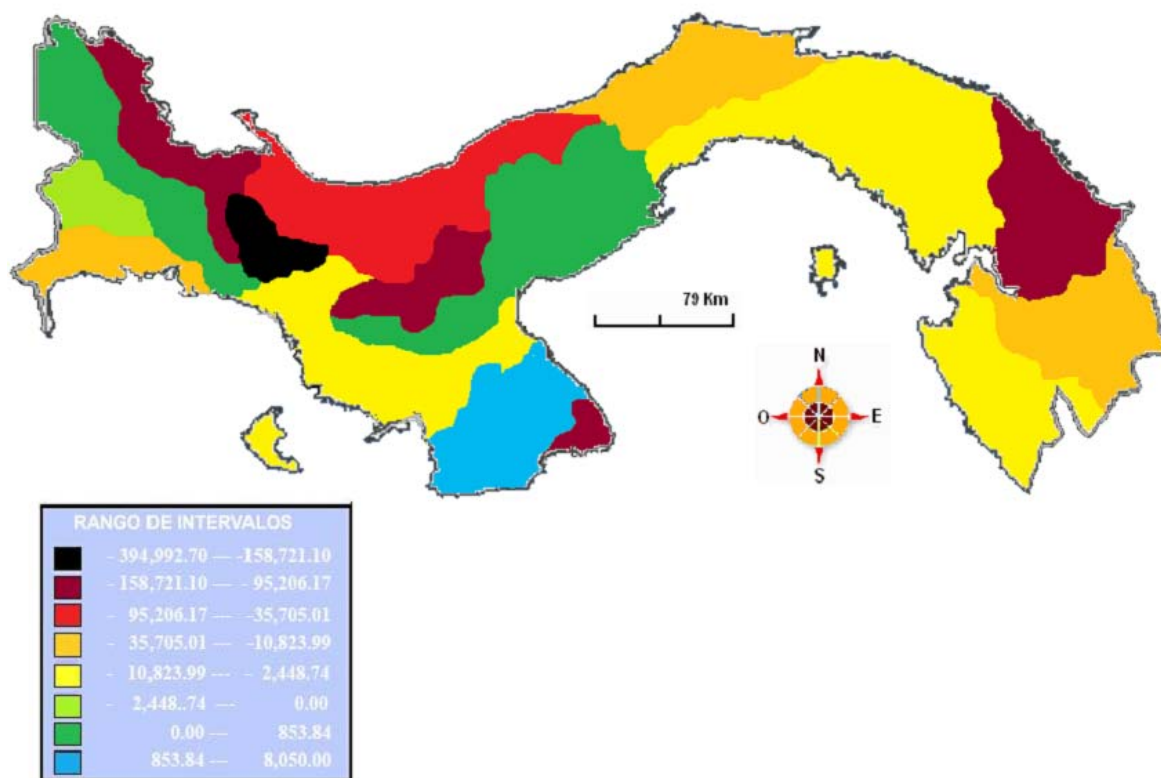 79 Km
N
O E
S
RANGO DE INTERVALOS
- 394,992.70 --- -158,721.10
- 158,721.10 --- - 95,206.17
- 95,206.17 --- -35,705.01
- 35,705.01 --- -10,823.99
- 10,823.99 --- - 2,448.74
- 2,448..74 --- 0.00
0.00 --- 853.84
853.84 --- 8,050.00